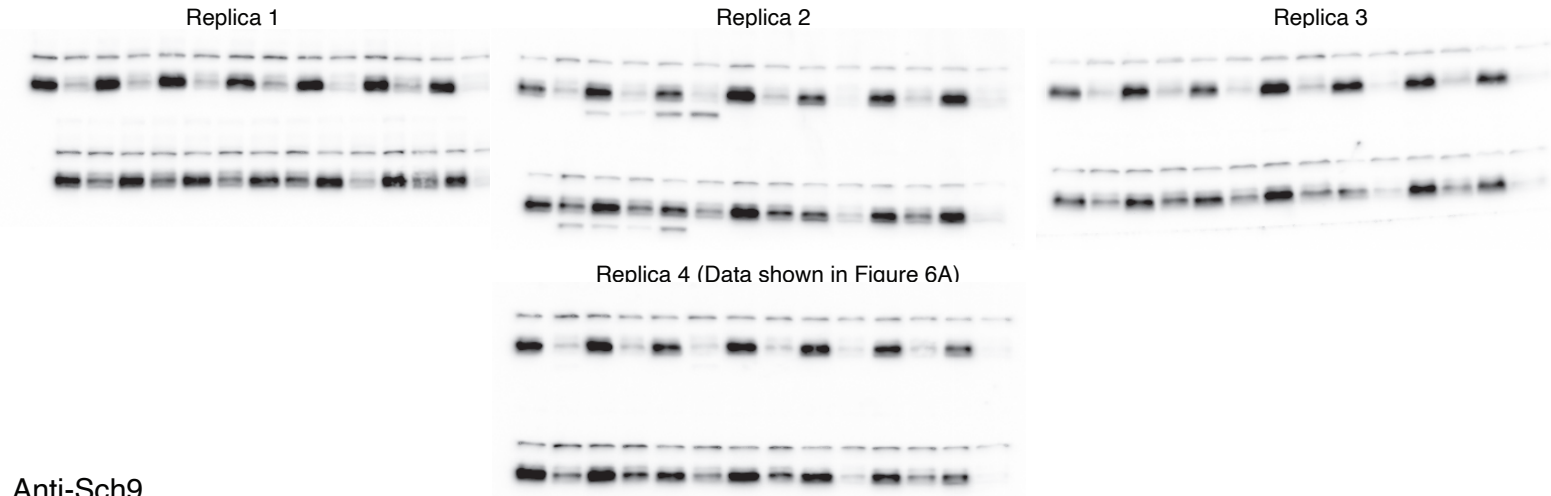 Replica 1
Replica 2
Replica 3
Replica 4 (Data shown in Figure 6A)
Anti-Sch9